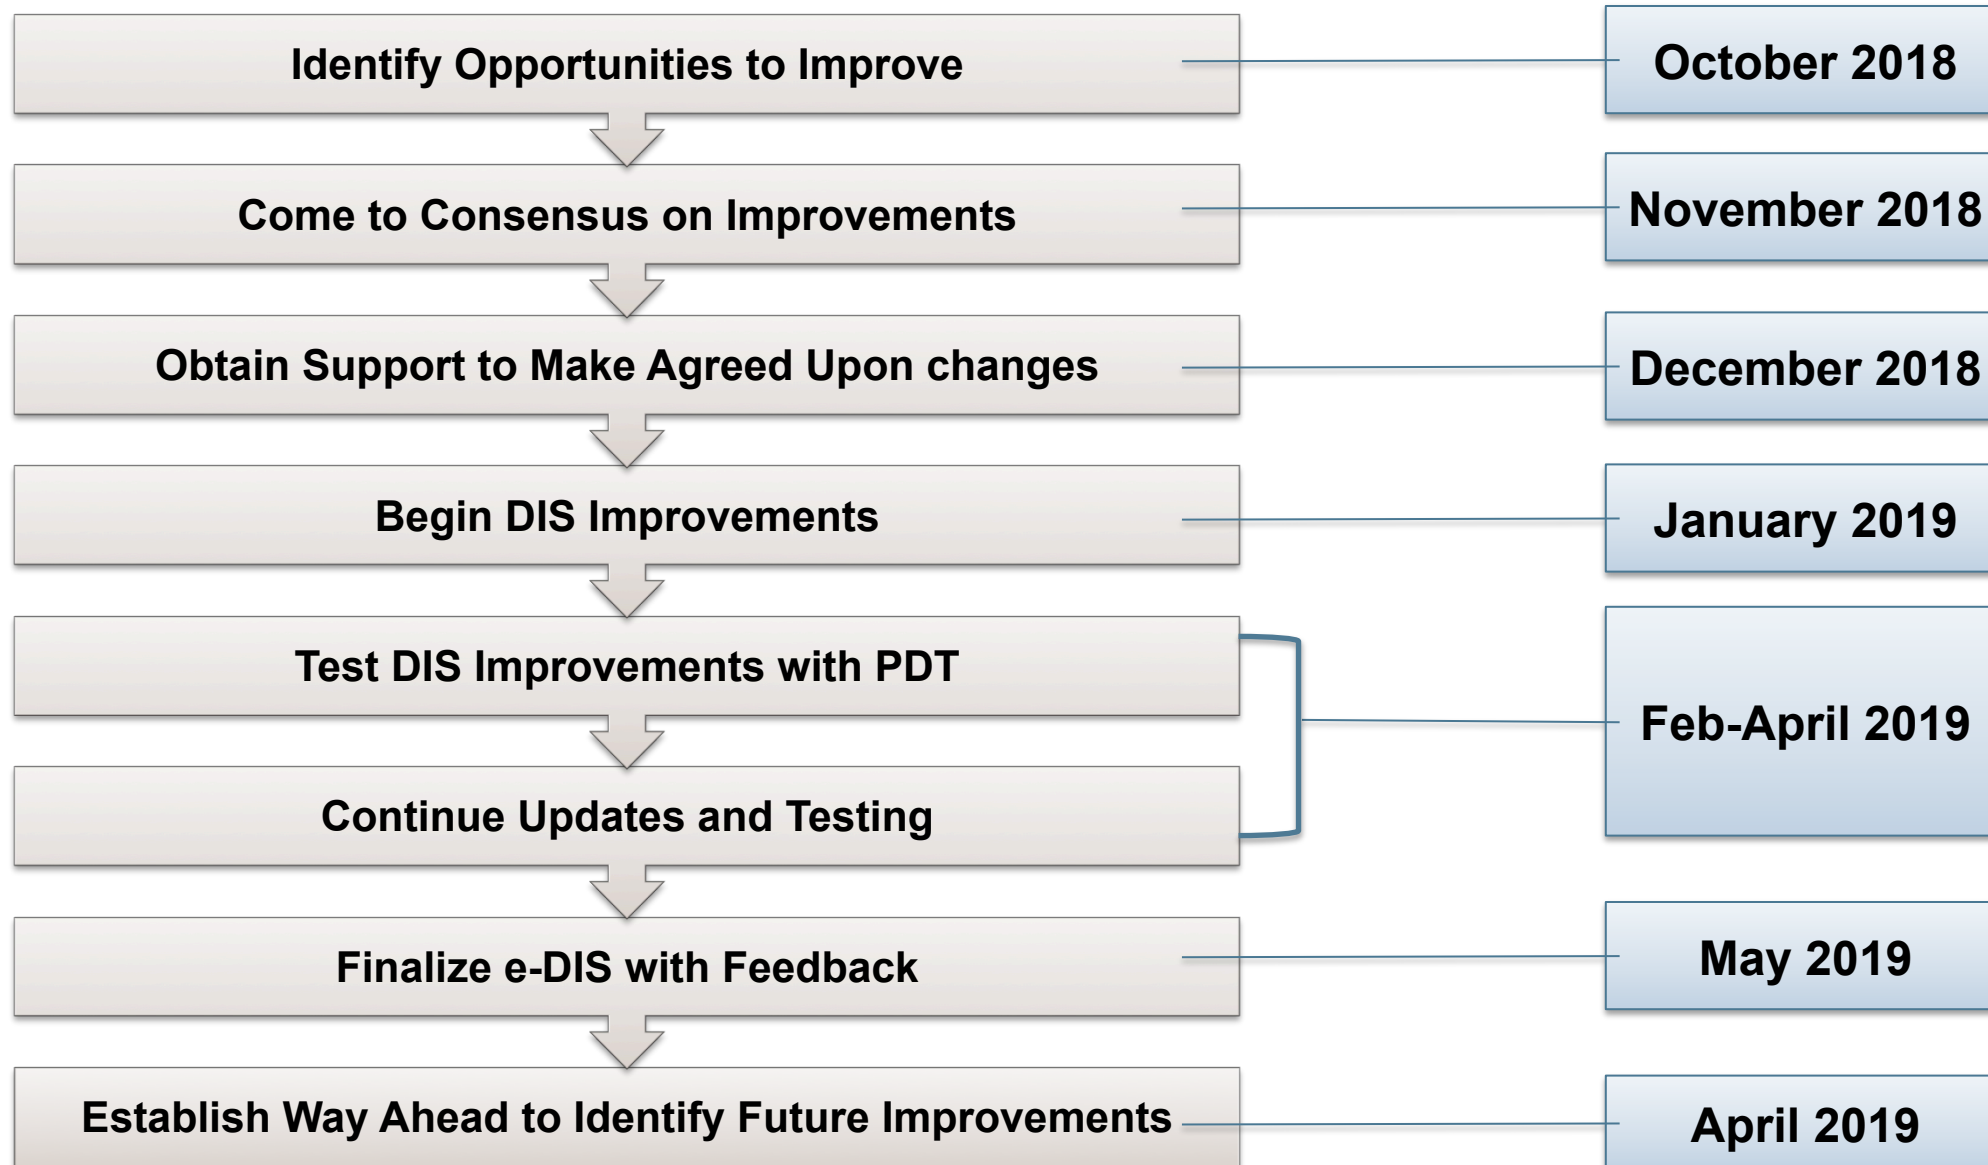 Identify Opportunities to Improve
October 2018
Come to Consensus on Improvements
November 2018
Obtain Support to Make Agreed Upon changes
December 2018
Begin DIS Improvements
January 2019
Test DIS Improvements with PDT
Continue Updates and Testing
Feb-April 2019
Finalize e-DIS with Feedback
May 2019
Establish Way Ahead to Identify Future Improvements
April 2019